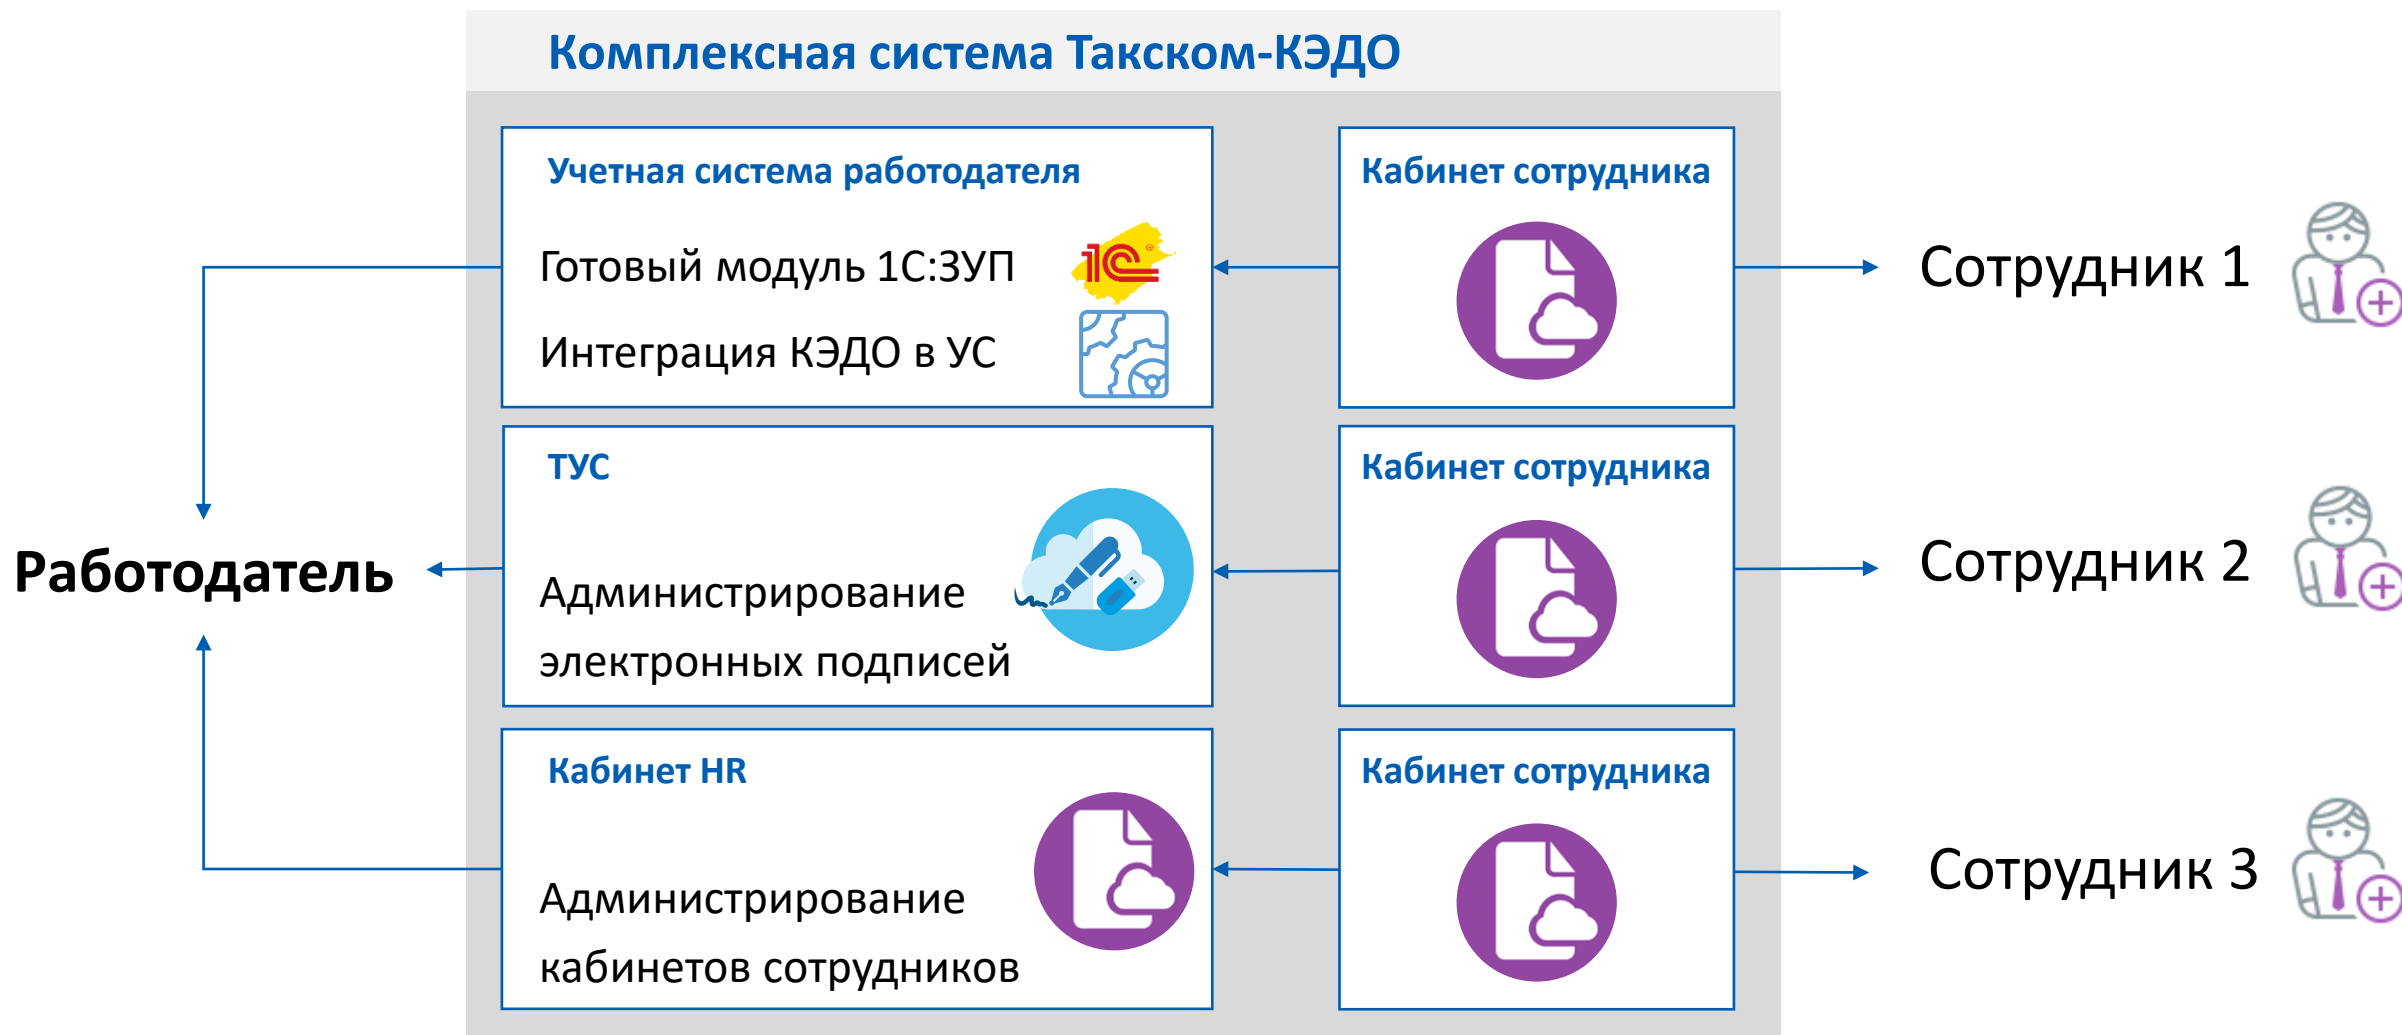 Комплексная система Такском-КЭДО
Учетная система работодателя
Готовый модуль 1С:ЗУП
1С®
Интеграция КЭДО в УС
Кабинет сотрудника
Сотрудник 1
Работодатель
ТУС
Администрирование
электронных подписей
Кабинет сотрудника
Сотрудник 2
Кабинет HR
Администрирование
кабинетов сотрудников
Кабинет сотрудника
Сотрудник 3